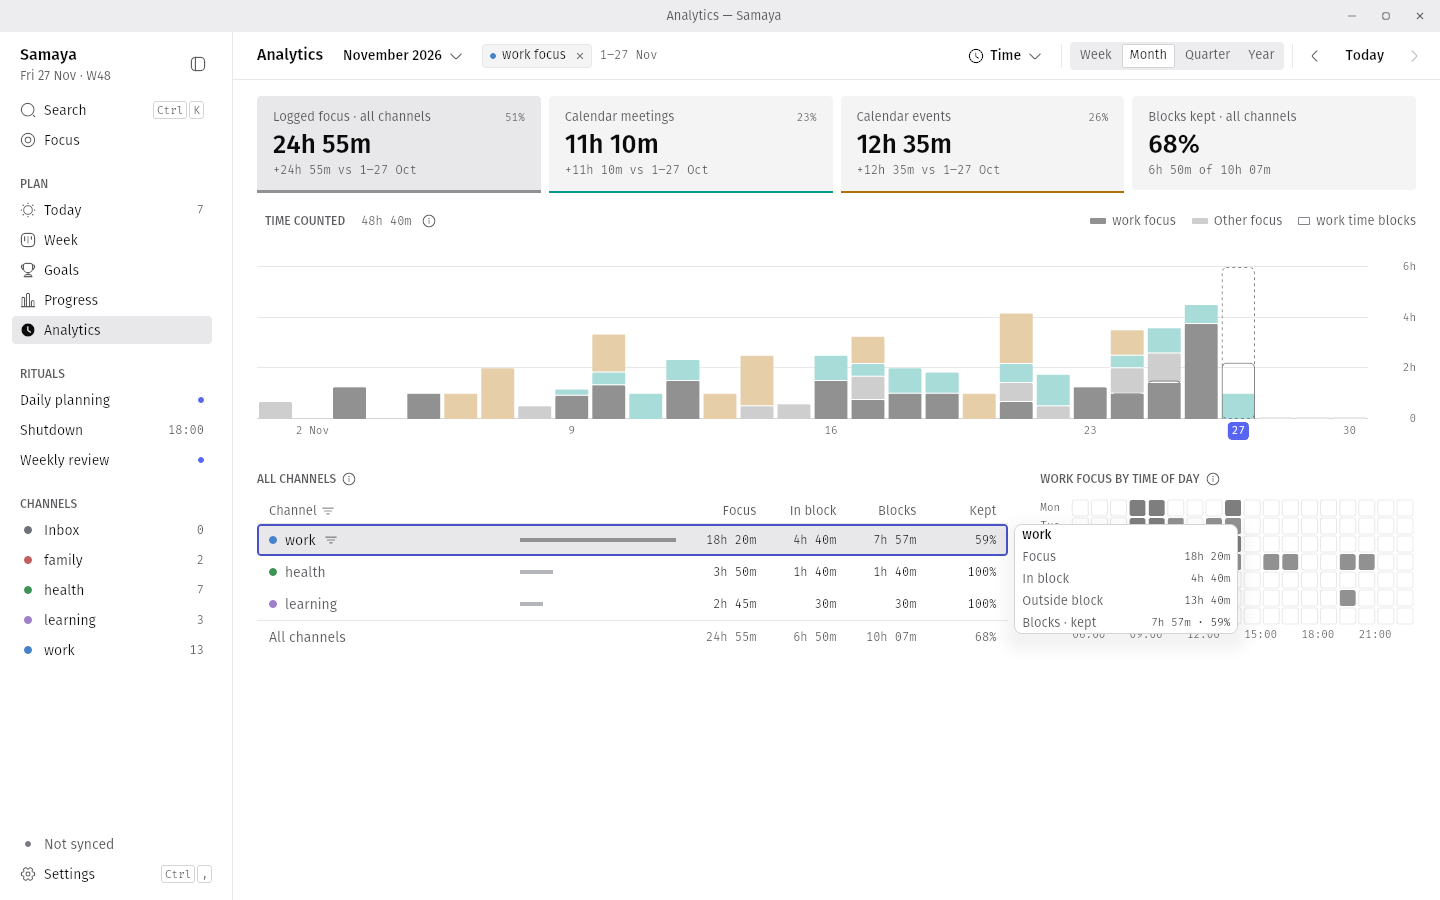 Analytics — Samaya
Samaya
Fri 27 Nov · W48
Search Ctrl K
Focus
PLAN
Today 7
Week
Goals
Progress
Analytics
RITUALS
Daily planning
Shutdown 18:00
Weekly review
CHANNELS
Inbox 0
family 2
health 7
learning 3
work 13
Not synced
Settings Ctrl ,
Analytics November 2026 work focus × 1–27 Nov Time Week Month Quarter Year Today
Logged focus · all channels 51%
24h 55m
+24h 55m vs 1–27 Oct
Calendar meetings 23%
11h 10m
+11h 10m vs 1–27 Oct
Calendar events 26%
12h 35m
+12h 35m vs 1–27 Oct
Blocks kept · all channels
68%
6h 50m of 10h 07m
TIME COUNTED 48h 40m work focus Other focus work time blocks
6h
4h
2h
0
2 Nov 9 16 23 27 30
ALL CHANNELS
Channel Focus In block Blocks Kept
work 18h 20m 4h 40m 7h 57m 59%
health 3h 50m 1h 40m 1h 40m 100%
learning 2h 45m 30m 30m 100%
All channels 24h 55m 6h 50m 10h 07m 68%
WORK FOCUS BY TIME OF DAY
Mon
work
Focus 18h 20m
In block 4h 40m
Outside block 13h 40m
Blocks · kept 7h 57m · 59%
06:00 09:00 12:00 15:00 18:00 21:00